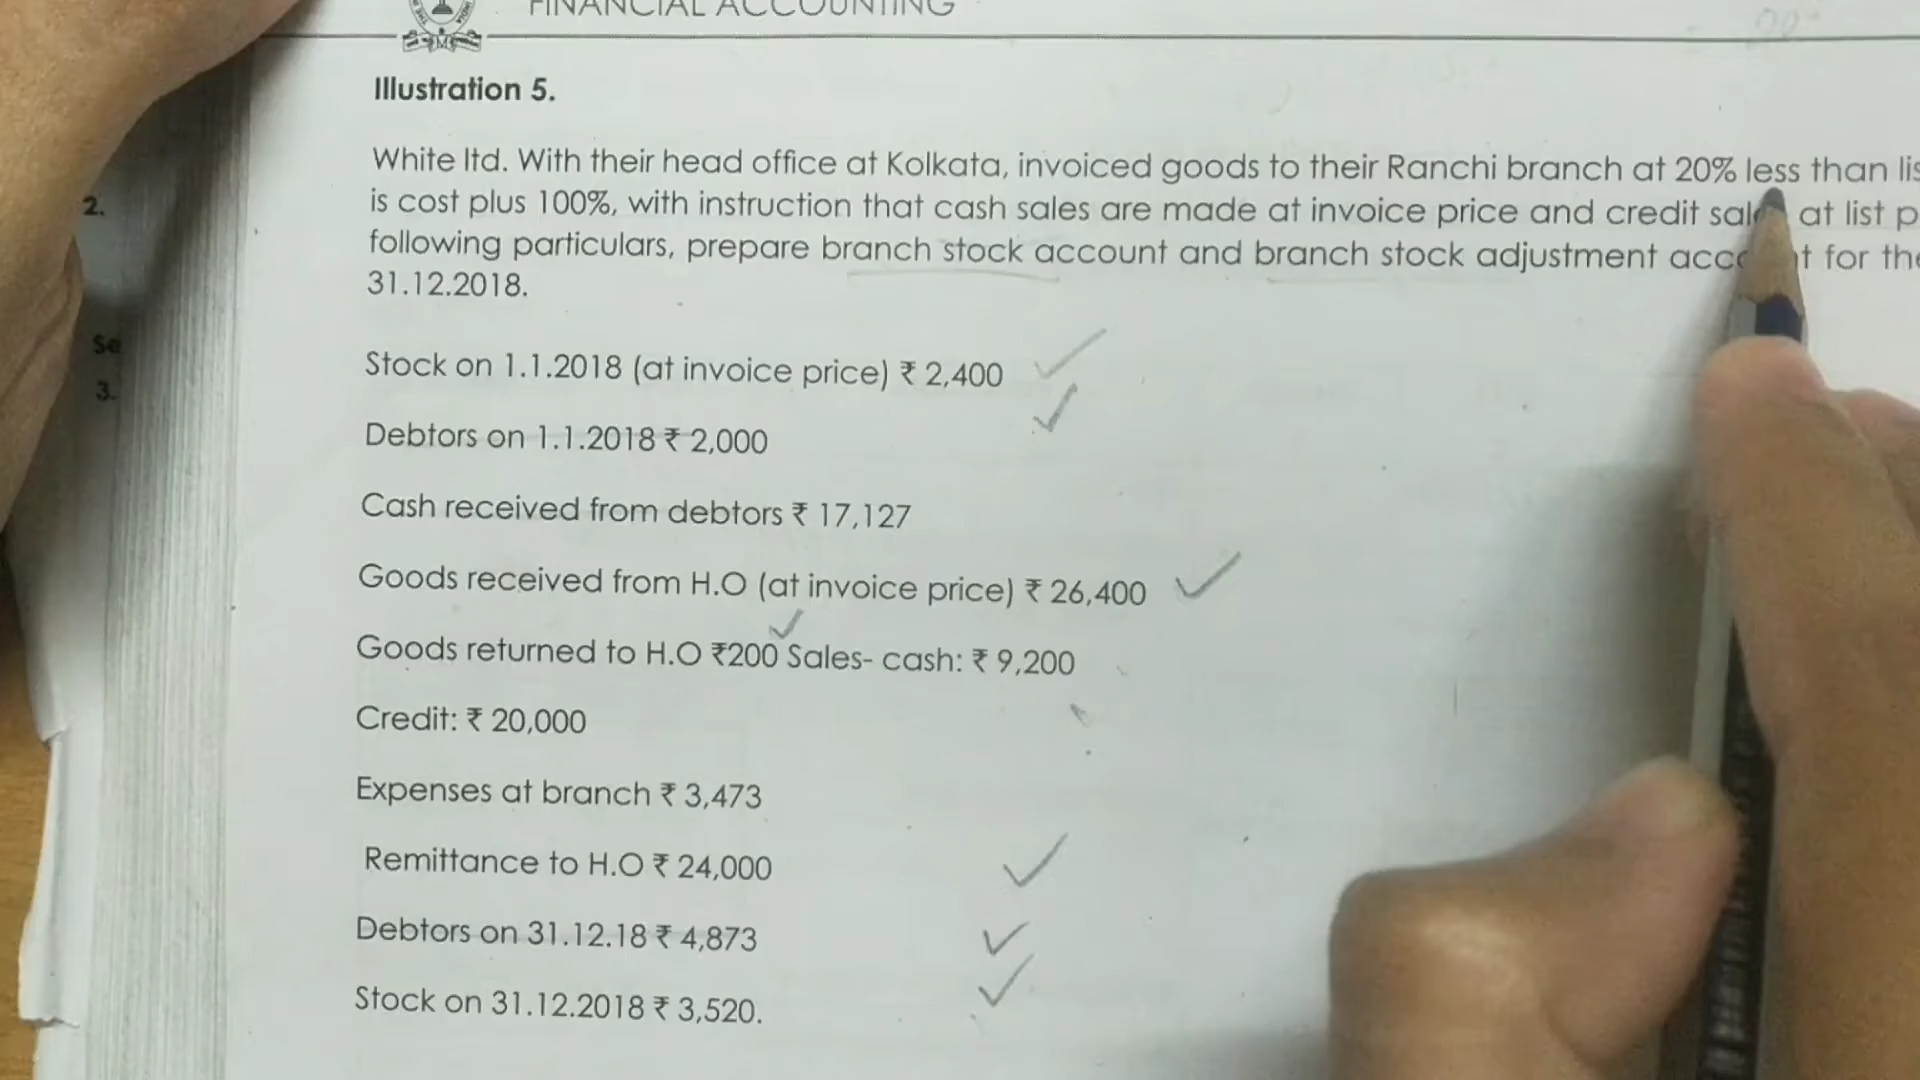 FINANCIAL ACCOUNTING
Illustration 5.
White ltd. With their head office at Kolkata, invoiced goods to their Ranchi branch at 20% less than
is cost plus 100%, with instruction that cash sales are made at invoice price and credit at list
following particulars, prepare branch stock account and branch stock adjustment for
31.12.2018.
Stock on 1.1.2018 (at invoice price) ₹ 2,400
Debtors on 1.1.2018 ₹ 2,000
Cash received from debtors ₹ 17,127
Goods received from H.O (at invoice price) ₹ 26,400
Goods returned to H.O ₹200 Sales- cash: ₹ 9,200
Credit: ₹ 20,000
Expenses at branch ₹ 3,473
Remittance to H.O ₹ 24,000
Debtors on 31.12.18 ₹ 4,873
Stock on 31.12.2018 ₹ 3,520.
2.
3.